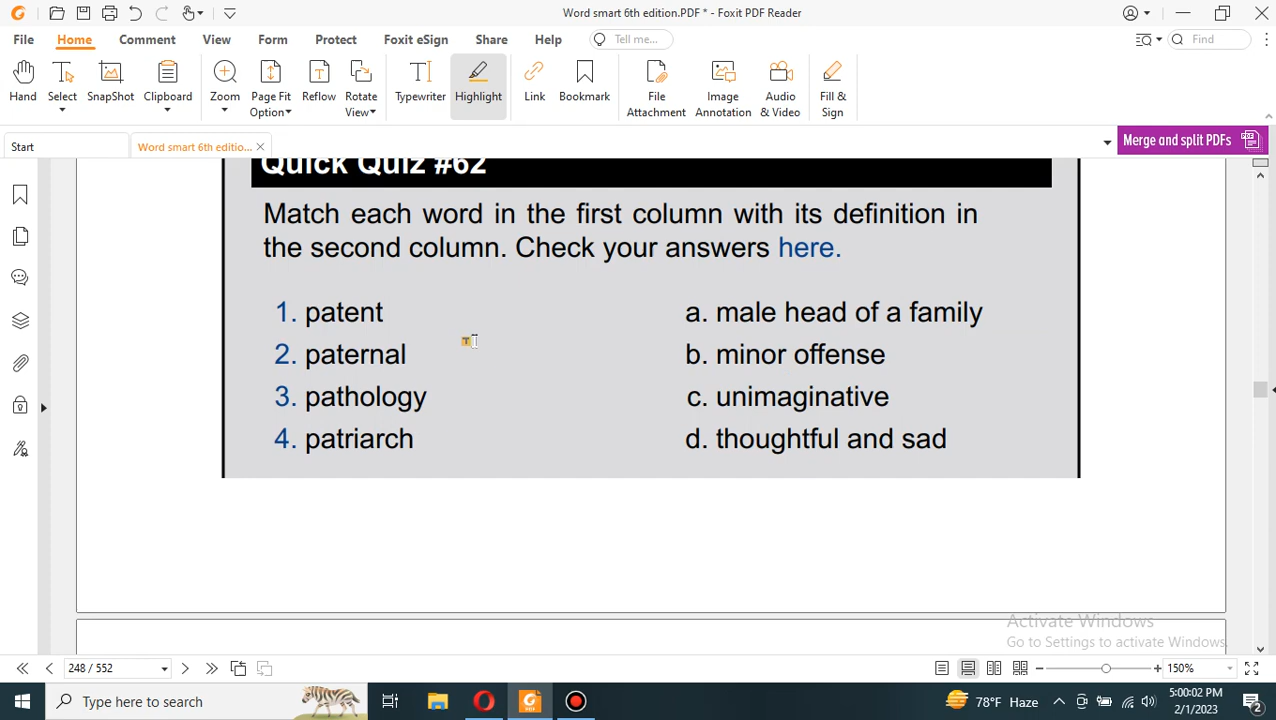 Word smart 6th edition.PDF * - Foxit PDF Reader
File Home Comment View Form Protect Foxit eSign Share Help Tell me... Find
Hand Select SnapShot Clipboard Zoom Page Fit Option Reflow Rotate View Typewriter Highlight Link Bookmark File Attachment Image Annotation Audio & Video Fill & Sign
Start Word smart 6th editio... Merge and split PDFs
Quick Quiz #62
Match each word in the first column with its definition in
the second column. Check your answers here.
1. patent a. male head of a family
2. paternal b. minor offense
3. pathology c. unimaginative
4. patriarch d. thoughtful and sad
Activate Windows
Go to Settings to activate Windows.
248 / 552 150%
Type here to search 78°F Haze 5:00:02 PM
2/1/2023 2